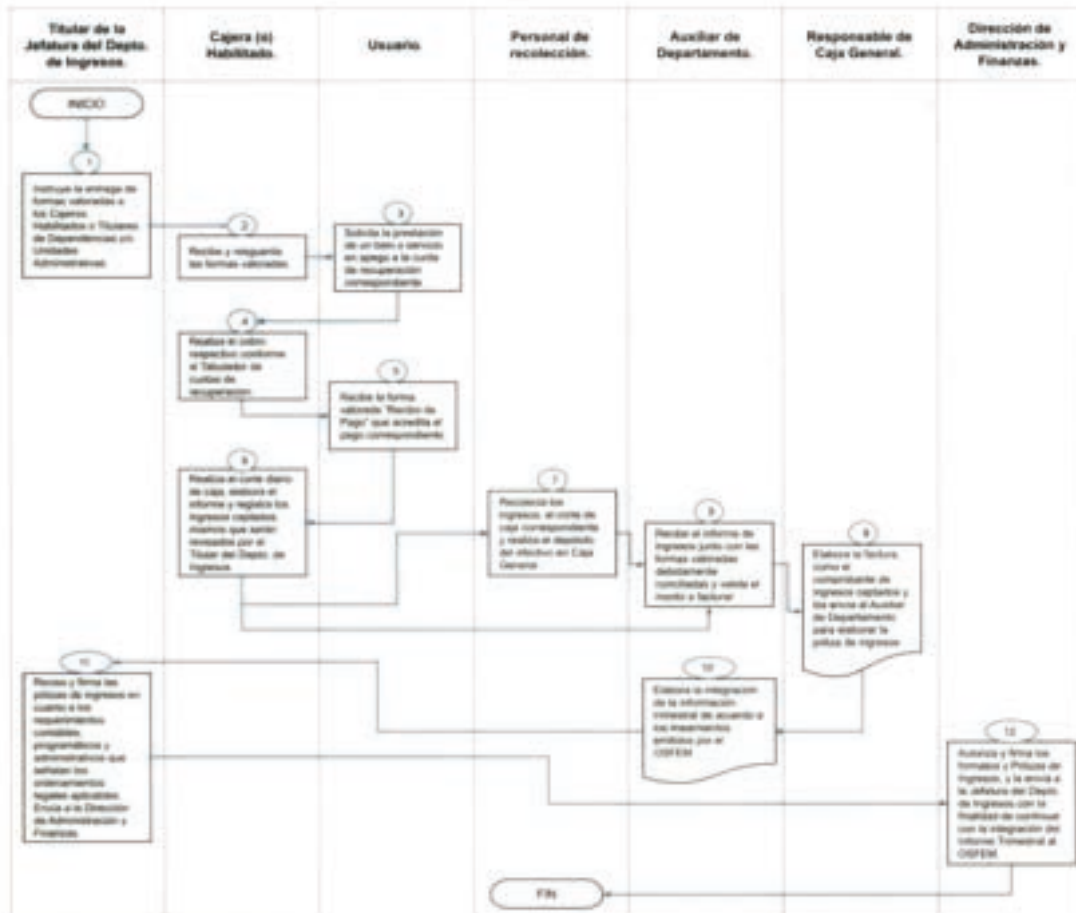 Titular de la
Jefatura del Depto.
de Ingresos.
Cajera (o)
Habilitado.
Usuario.
Personal de
recolección.
Auxiliar de
Departamento.
Responsable de
Caja General.
Dirección de
Administración y
Finanzas.
INICIO
1
Instruye la entrega de
formas valoradas a
los Cajeros
Habilitados o Titulares
de Dependencias y/o
Unidades
Administrativas
2
Recibe y resguarda
las formas valoradas
3
Solicita la prestación
de un bien o servicio
en apego a la cuota
de recuperación
correspondiente
4
Realiza el cobro
respectivo conforme
al Tabulador de
cuotas de
recuperación
5
Recibe la forma
valorada "Recibo de
Pago" que acredita el
pago correspondiente
6
Realiza el corte diario
de caja, elabora el
informe y registra los
ingresos captados
mismos que serán
revisados por el
Titular del Depto. de
Ingresos
7
Recolecta los
ingresos, el corte de
caja correspondiente
y realiza el depósito
del efectivo en Caja
General
8
Recibe el informe de
ingresos junto con las
formas valoradas
debidamente
conciliadas y valida el
monto a facturar
9
Elabora la factura,
como el
comprobante de
ingresos captados y
los envía al Auxiliar
de Departamento
para elaborar la
póliza de ingresos
10
Elabora la integración
de la información
trimestral de acuerdo a
los lineamientos
emitidos por el
OSFEM
11
Revisa y firma las
pólizas de ingresos en
cuanto a los
requerimientos
contables,
programáticos y
administrativos que
señalan los
ordenamientos
legales aplicables.
Envía a la Dirección
de Administración y
Finanzas
12
Autoriza y firma los
formatos y Pólizas de
Ingresos, y la envía a
la Jefatura del Depto.
de Ingresos con la
finalidad de continuar
con la integración del
Informe Trimestral al
OSFEM
FIN